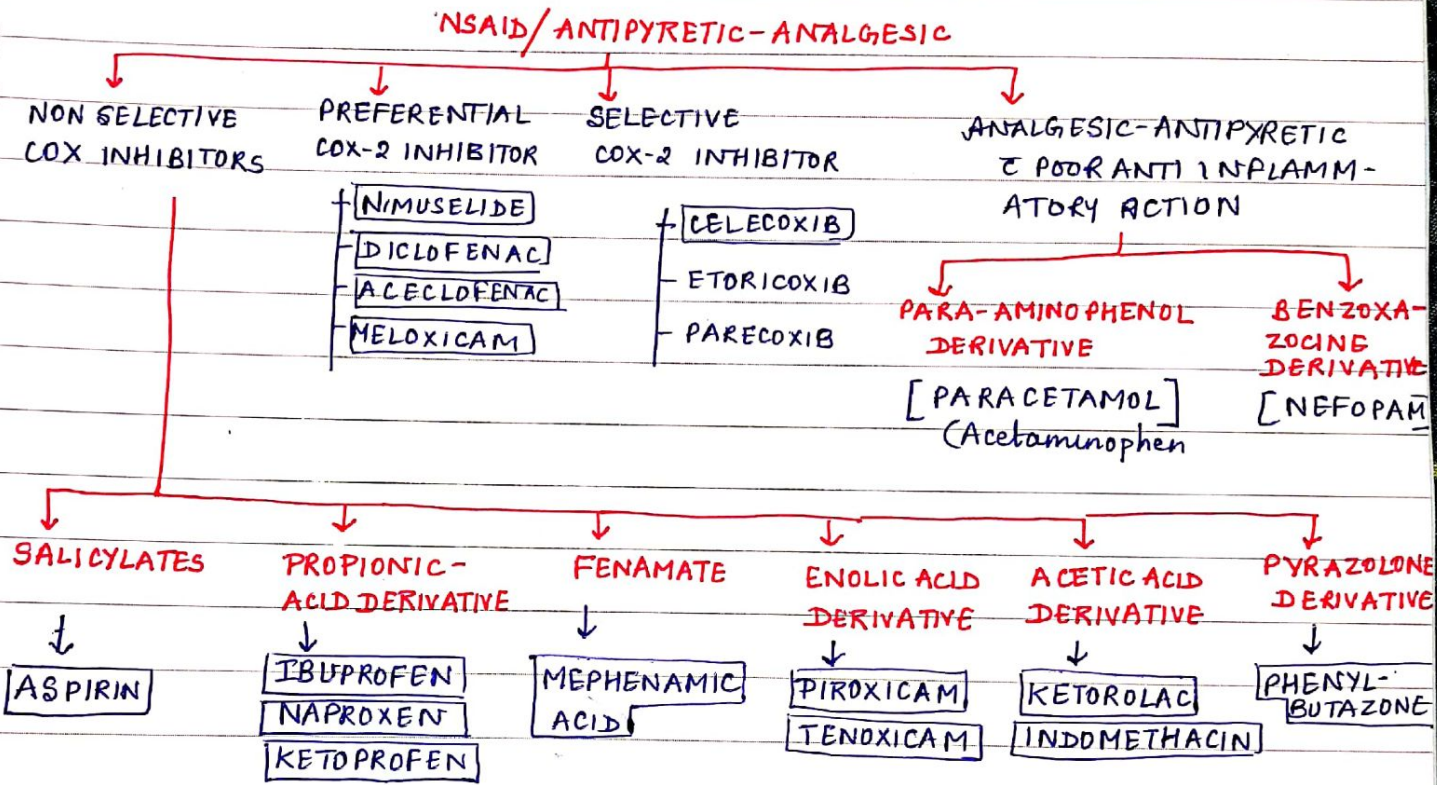 NSAID/ANTIPYRETIC-ANALGESIC
NON SELECTIVE
COX INHIBITORS
PREFERENTIAL
COX-2 INHIBITOR
NIMUSELIDE
DICLOFENAC
ACECLOFENAC
MELOXICAM
SELECTIVE
COX-2 INHIBITOR
CELECOXIB
ETORICOXIB
PARECOXIB
ANALGESIC-ANTIPYRETIC
c̄ POOR ANTI INPLAMM-
ATORY ACTION
PARA-AMINOPHENOL
DERIVATIVE
[PARACETAMOL]
(Acetaminophen
BENZOXA-
ZOCINE
DERIVATIVE
[NEFOPAM
SALICYLATES
ASPIRIN
PROPIONIC-
ACID DERIVATIVE
IBUPROFEN
NAPROXEN
KETOPROFEN
FENAMATE
MEPHENAMIC
ACID
ENOLIC ACID
DERIVATIVE
PIROXICAM
TENOXICAM
ACETIC ACID
DERIVATIVE
KETOROLAC
INDOMETHACIN
PYRAZOLONE
DERIVATIVE
PHENYL-
BUTAZONE